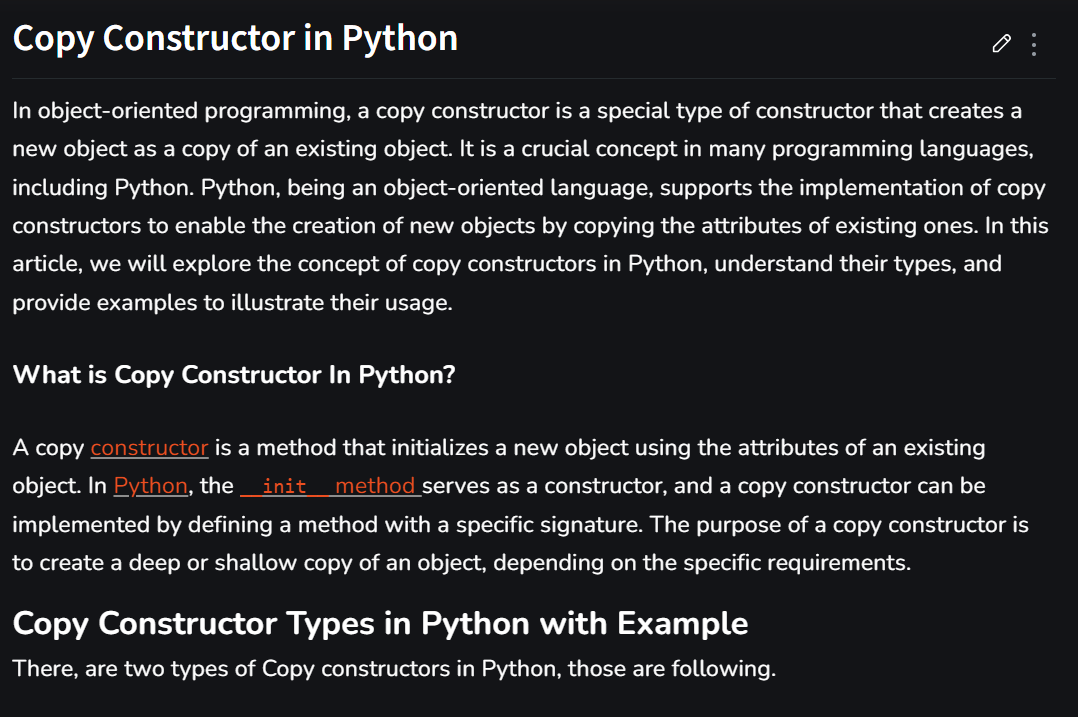 Copy Constructor in Python
In object-oriented programming, a copy constructor is a special type of constructor that creates a
new object as a copy of an existing object. It is a crucial concept in many programming languages,
including Python. Python, being an object-oriented language, supports the implementation of copy
constructors to enable the creation of new objects by copying the attributes of existing ones. In this
article, we will explore the concept of copy constructors in Python, understand their types, and
provide examples to illustrate their usage.
What is Copy Constructor In Python?
A copy constructor is a method that initializes a new object using the attributes of an existing
object. In Python, the __init__ method serves as a constructor, and a copy constructor can be
implemented by defining a method with a specific signature. The purpose of a copy constructor is
to create a deep or shallow copy of an object, depending on the specific requirements.
Copy Constructor Types in Python with Example
There, are two types of Copy constructors in Python, those are following.